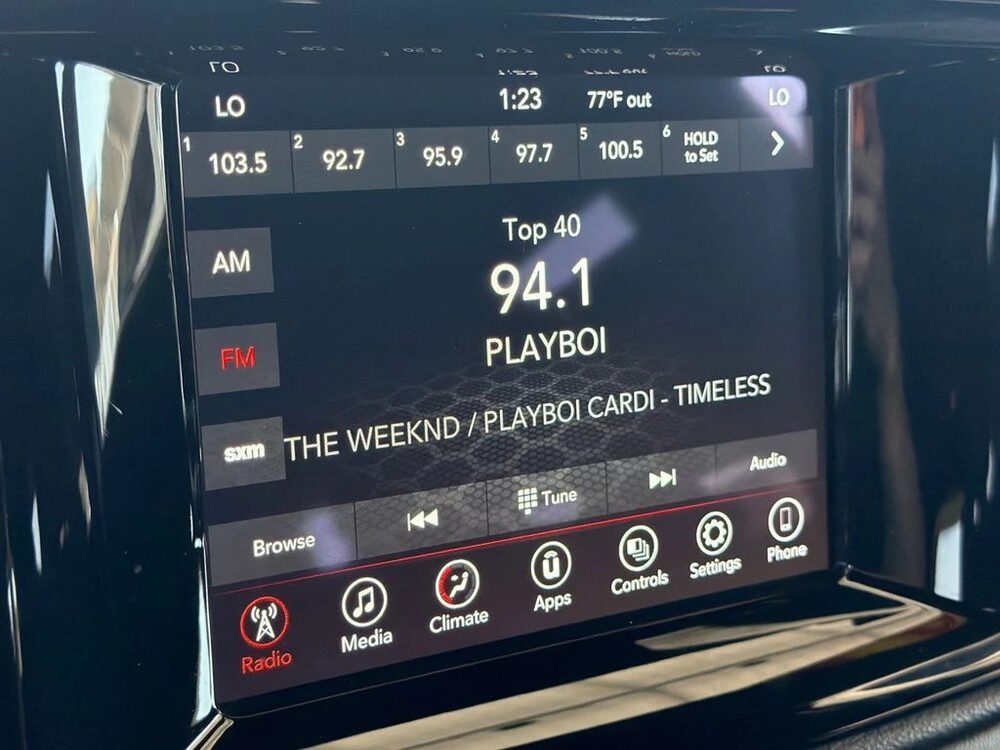 LO 1:23 77°F out LO
1 103.5 2 92.7 3 95.9 4 97.7 5 100.5 6 HOLD to Set
Top 40
AM
94.1
FM
PLAYBOI
sxm THE WEEKND / PLAYBOI CARDI - TIMELESS
Browse Tune Audio
Radio Media Climate Apps Controls Settings Phone